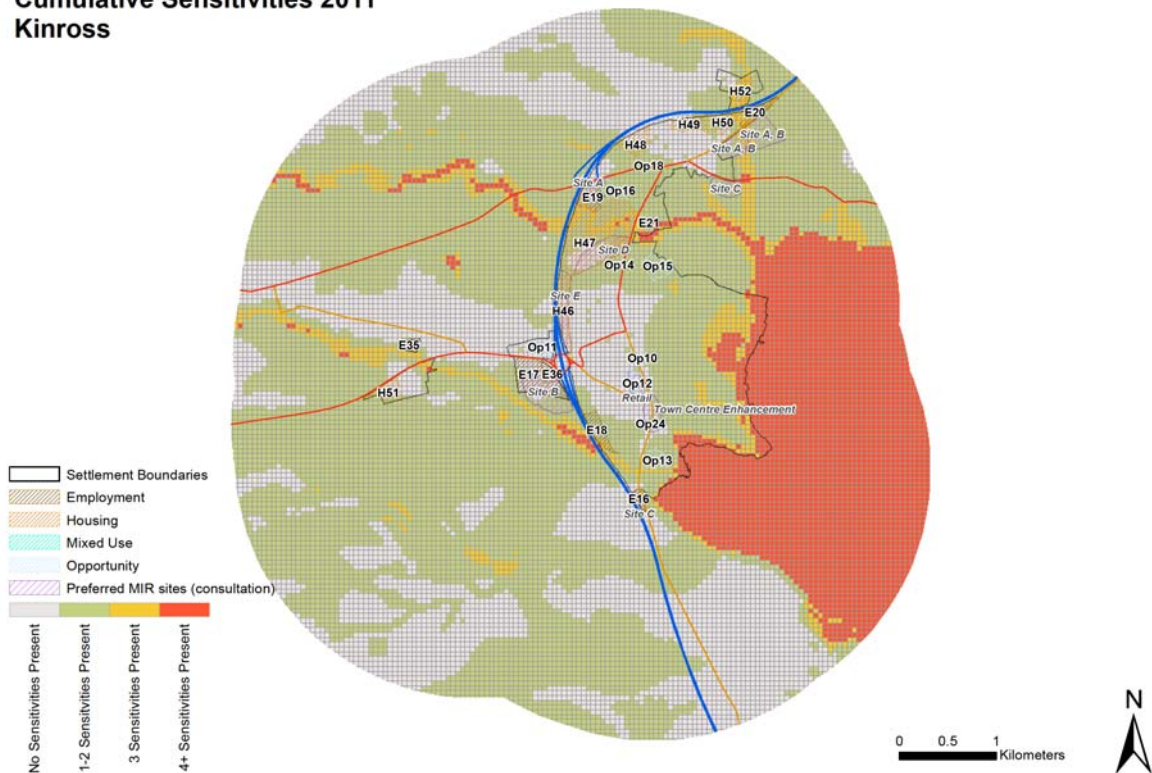 Cumulative Sensitivities 2011
Kinross
H52
E20
H49
H50
Site A, B
H48
Site A, B
Op18
Site A
Site C
E19
Op16
E21
H47
Site D
Op14
Op15
Site E
H46
E35
Op11
Op10
E17
E36
Op12
H51
Site B
Retail
Town Centre Enhancement
Op24
E18
Op13
E16
Site C
Settlement Boundaries
Employment
Housing
Mixed Use
Opportunity
Preferred MIR sites (consultation)
No Sensitivities Present
1-2 Sensitvities Present
3 Sensitivities Present
4+ Sensitivities Present
N
0 0.5 1
Kilometers